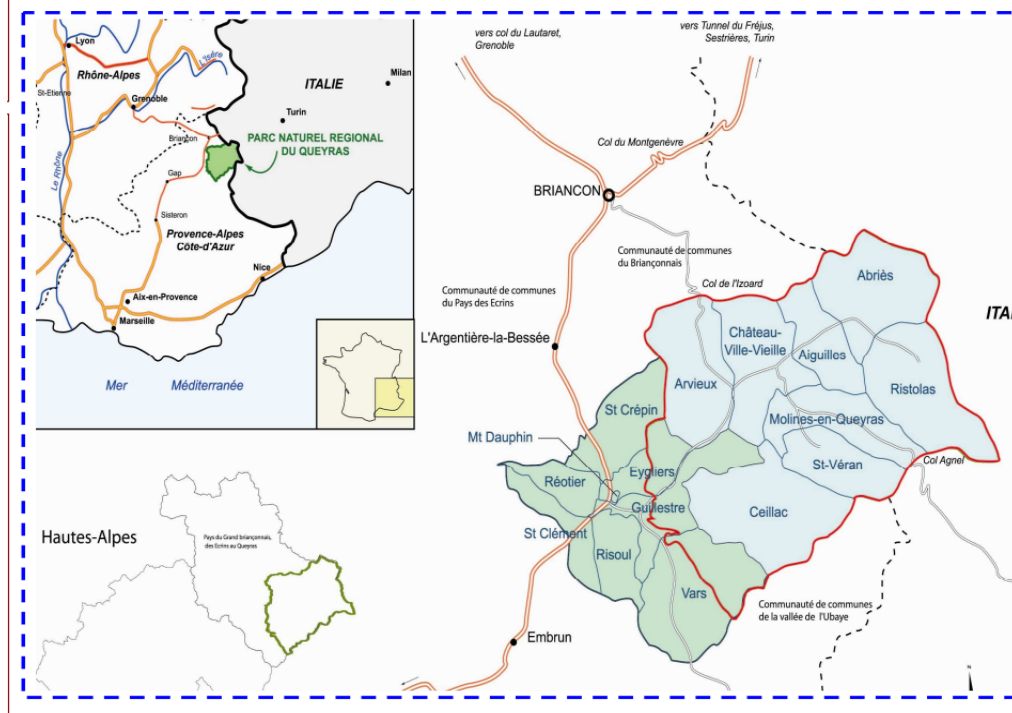 Lyon
Rhône-Alpes
L'Isère
St-Etienne
Grenoble
Le Rhône
Briançon
Gap
Sisteron
Provence-Alpes
Côte-d'Azur
Aix-en-Provence
Marseille
Nice
ITALIE
Milan
Turin
PARC NATUREL REGIONAL
DU QUEYRAS
Mer Méditerranée
Hautes-Alpes
Pays du Grand briançonnais,
des Ecrins au Queyras
vers col du Lautaret,
Grenoble
vers Tunnel du Fréjus,
Sestrières, Turin
Col du Montgenèvre
BRIANCON
Communauté de communes
du Briançonnais
Communauté de communes
du Pays des Ecrins
Col de l'Izoard
L'Argentière-la-Bessée
Abriès
ITAL
Château-
Ville-Vieille
Aiguilles
Arvieux
Ristolas
St Crépin
Molines-en-Queyras
Mt Dauphin
St-Véran
Col Agnel
Eygliers
Réotier
Guillestre
Ceillac
St Clément
Risoul
Vars
Communauté de communes
de la vallée de l'Ubaye
Embrun
N